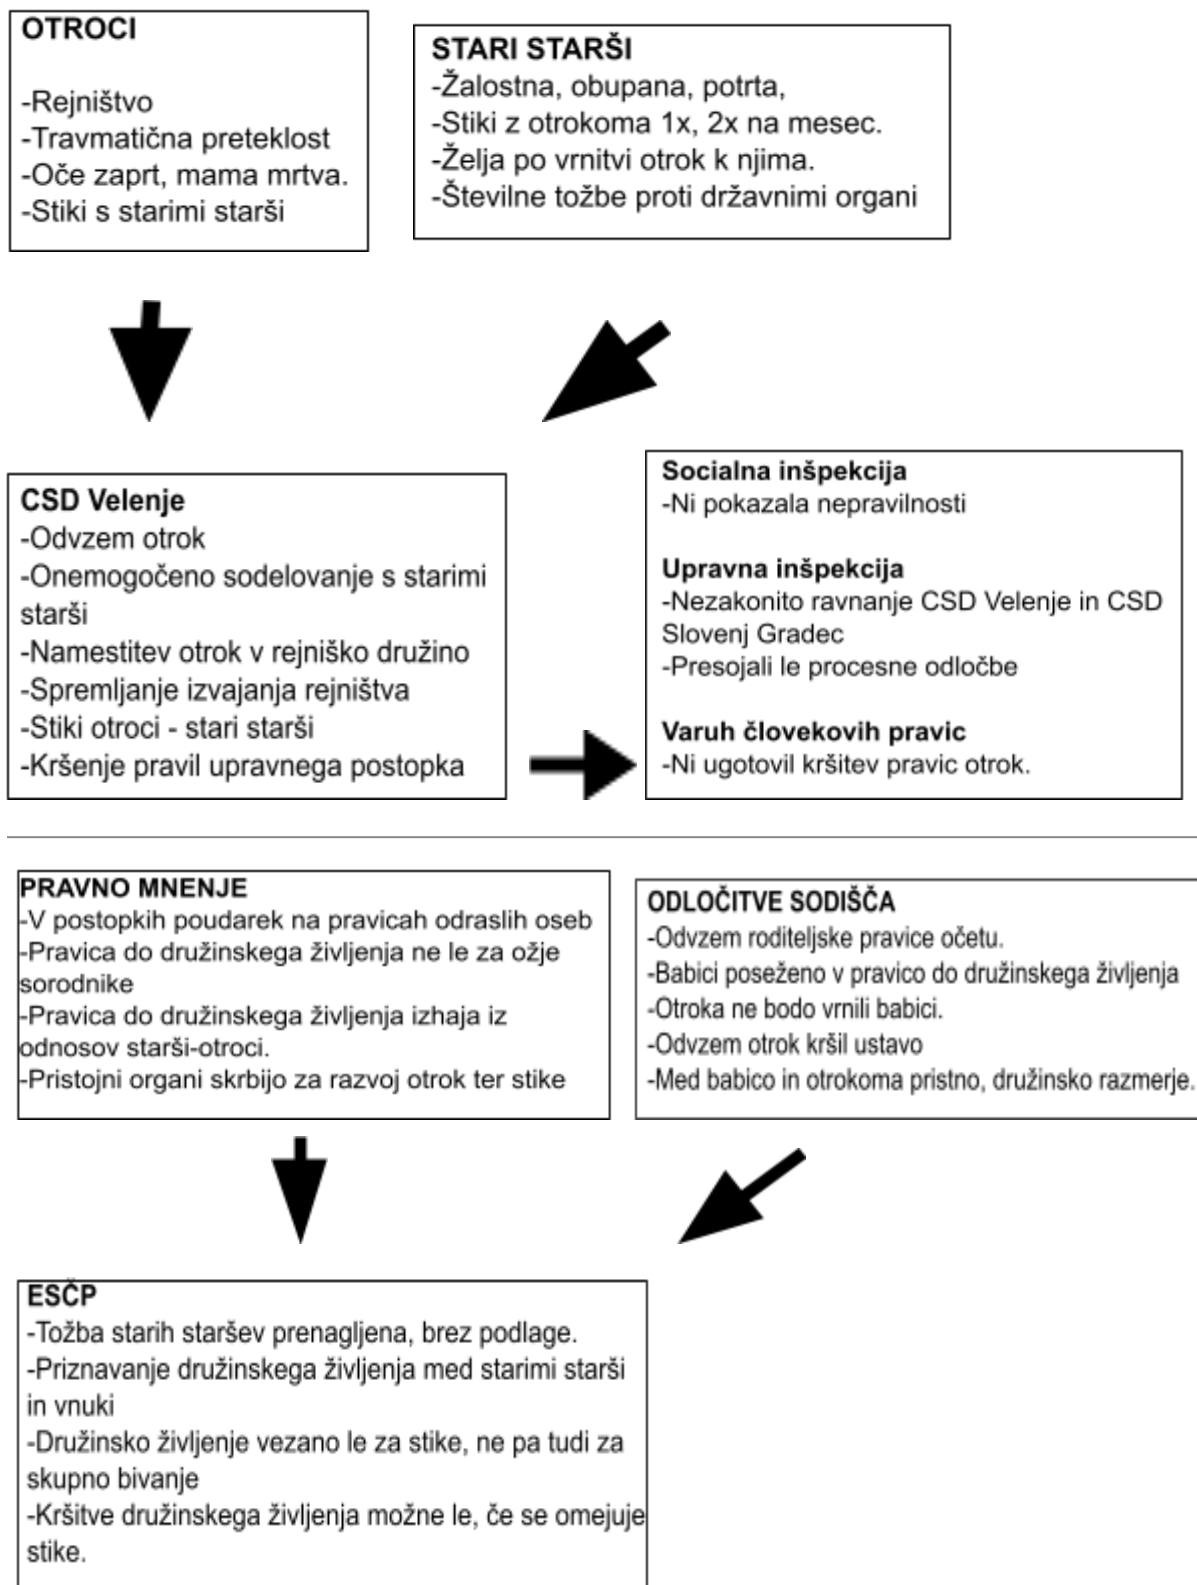 OTROCI
-Rejništvo
-Travmatična preteklost
-Oče zaprt, mama mrtva.
-Stiki s starimi starši
STARI STARŠI
-Žalostna, obupana, potrta,
-Stiki z otrokoma 1x, 2x na mesec.
-Želja po vrnitvi otrok k njima.
-Številne tožbe proti državnimi organi
CSD Velenje
-Odvzem otrok
-Onemogočeno sodelovanje s starimi
starši
-Namestitev otrok v rejniško družino
-Spremljanje izvajanja rejništva
-Stiki otroci - stari starši
-Kršenje pravil upravnega postopka
Socialna inšpekcija
-Ni pokazala nepravilnosti
Upravna inšpekcija
-Nezakonito ravnanje CSD Velenje in CSD
Slovenj Gradec
-Presojali le procesne odločbe
Varuh človekovih pravic
-Ni ugotovil kršitev pravic otrok.
PRAVNO MNENJE
-V postopkih poudarek na pravicah odraslih oseb
-Pravica do družinskega življenja ne le za ožje
sorodnike
-Pravica do družinskega življenja izhaja iz
odnosov starši-otroci.
-Pristojni organi skrbijo za razvoj otrok ter stike
ODLOČITVE SODIŠČA
-Odvzem roditeljske pravice očetu.
-Babici poseženo v pravico do družinskega življenja
-Otroka ne bodo vrnili babici.
-Odvzem otrok kršil ustavo
-Med babico in otrokoma pristno, družinsko razmerje.
ESČP
-Tožba starih staršev prenagljena, brez podlage.
-Priznavanje družinskega življenja med starimi starši
in vnuki
-Družinsko življenje vezano le za stike, ne pa tudi za
skupno bivanje
-Kršitve družinskega življenja možne le, če se omejuje
stike.